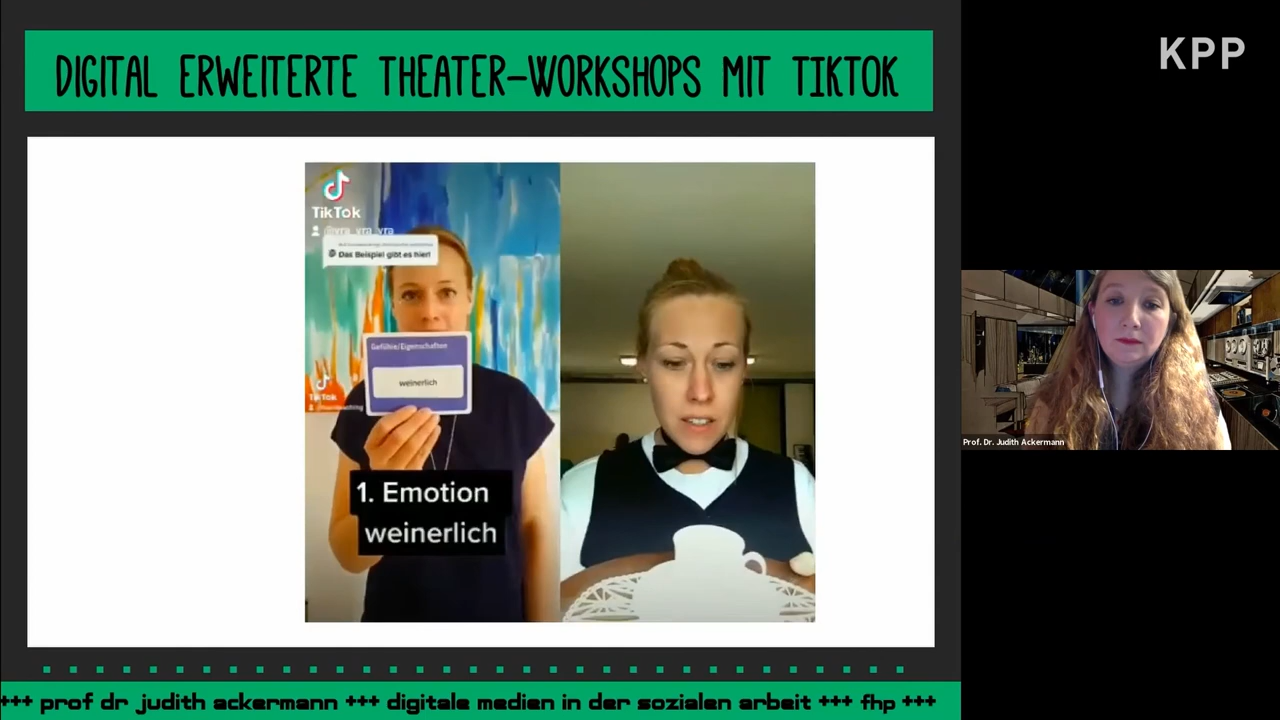 DIGITAL ERWEITERTE THEATER-WORKSHOPS MIT TIKTOK
KPP
TikTok
Das Beispiel gibt es hier!
Gefühle/Eigenschaften
weinerlich
TikTok
1. Emotion
weinerlich
Prof. Dr. Judith Ackermann
+++ prof dr judith ackermann +++ digitale medien in der sozialen arbeit +++ fhp +++